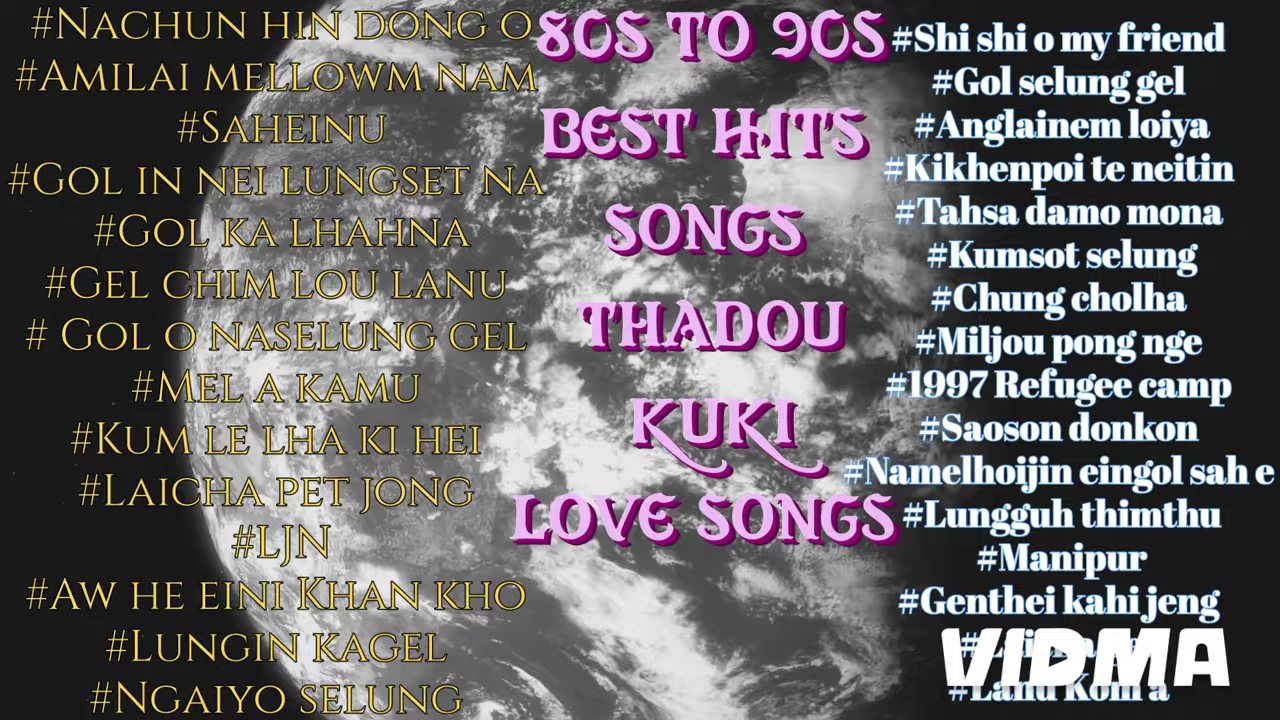 #Nachun hin dong o
#Amilai mellowm nam
#Saheinu
#Gol in nei lungset na
#Gol ka lhahna
#Gel chim lou lanu
# Gol o naselung gel
#Mel a kamu
#Kum le lha ki hei
#Laicha pet jong
#LJN
#Aw he eini Khan kho
#Lungin kagel
#Ngaiyo selung
80S TO 90S
BEST HITS
SONGS
THADOU
KUKI
LOVE SONGS
#Shi shi o my friend
#Gol selung gel
#Anglainem loiya
#Kikhenpoi te neitin
#Tahsa damo mona
#Kumsot selung
#Chung cholha
#Miljou pong nge
#1997 Refugee camp
#Saoson donkon
#Namelhoijin eingol sah e
#Lungguh thimthu
#Manipur
#Genthei kahi jeng
VIDMA
#Lanu Kom a